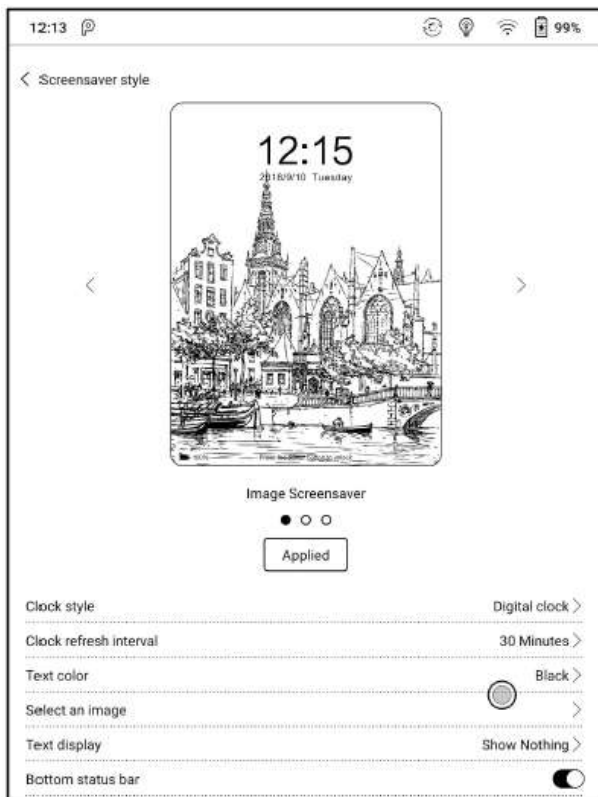 12:13 99%
Screensaver style
12:15
2018/9/10 Tuesday
100%
Image Screensaver
Applied
Clock style Digital clock
Clock refresh interval 30 Minutes
Text color Black
Select an image
Text display Show Nothing
Bottom status bar